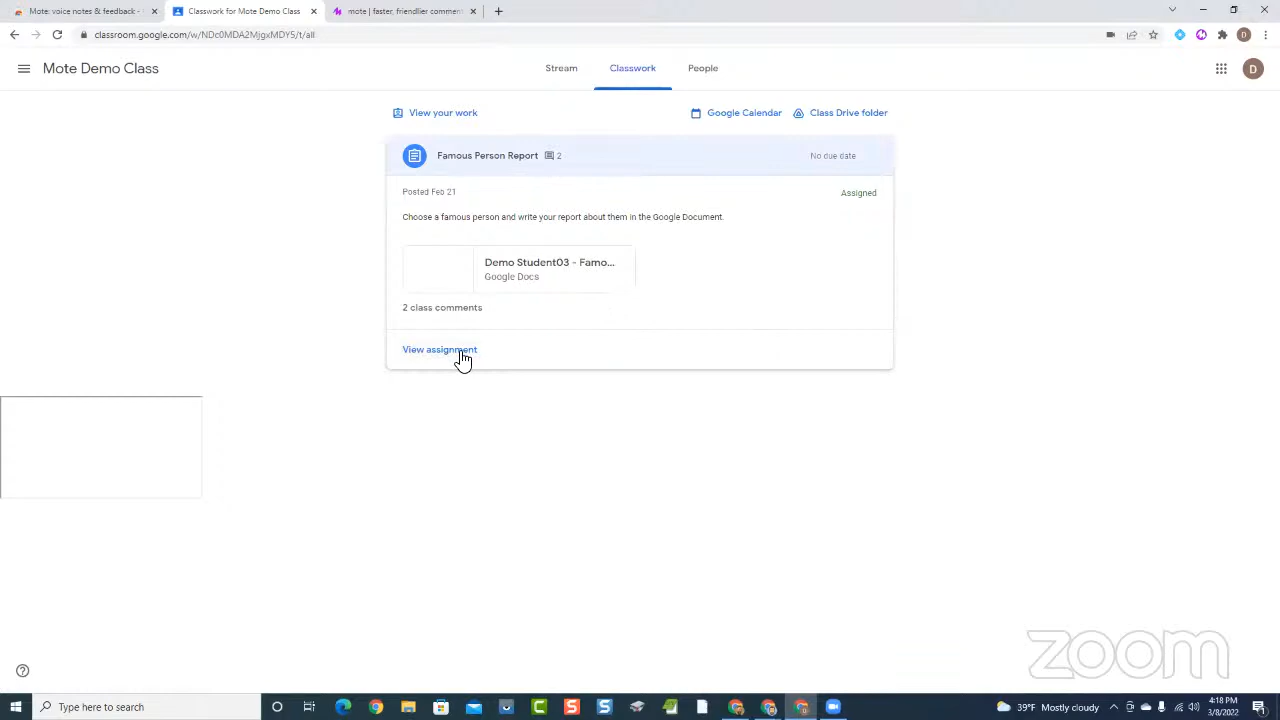 Mote: voice notes & feedback -
Classwork for Mote Demo Class
mote | faster, friendlier commen
classroom.google.com/w/NDc0MDA2MjgxMDY5/t/all
D
Mote Demo Class
Stream
Classwork
People
D
View your work
Google Calendar
Class Drive folder
Famous Person Report
2
No due date
Posted Feb 21
Assigned
Choose a famous person and write your report about them in the Google Document.
Demo Student03 - Famo...
Google Docs
2 class comments
View assignment
zoom
Type here to search
39°F Mostly cloudy
4:18 PM
3/8/2022